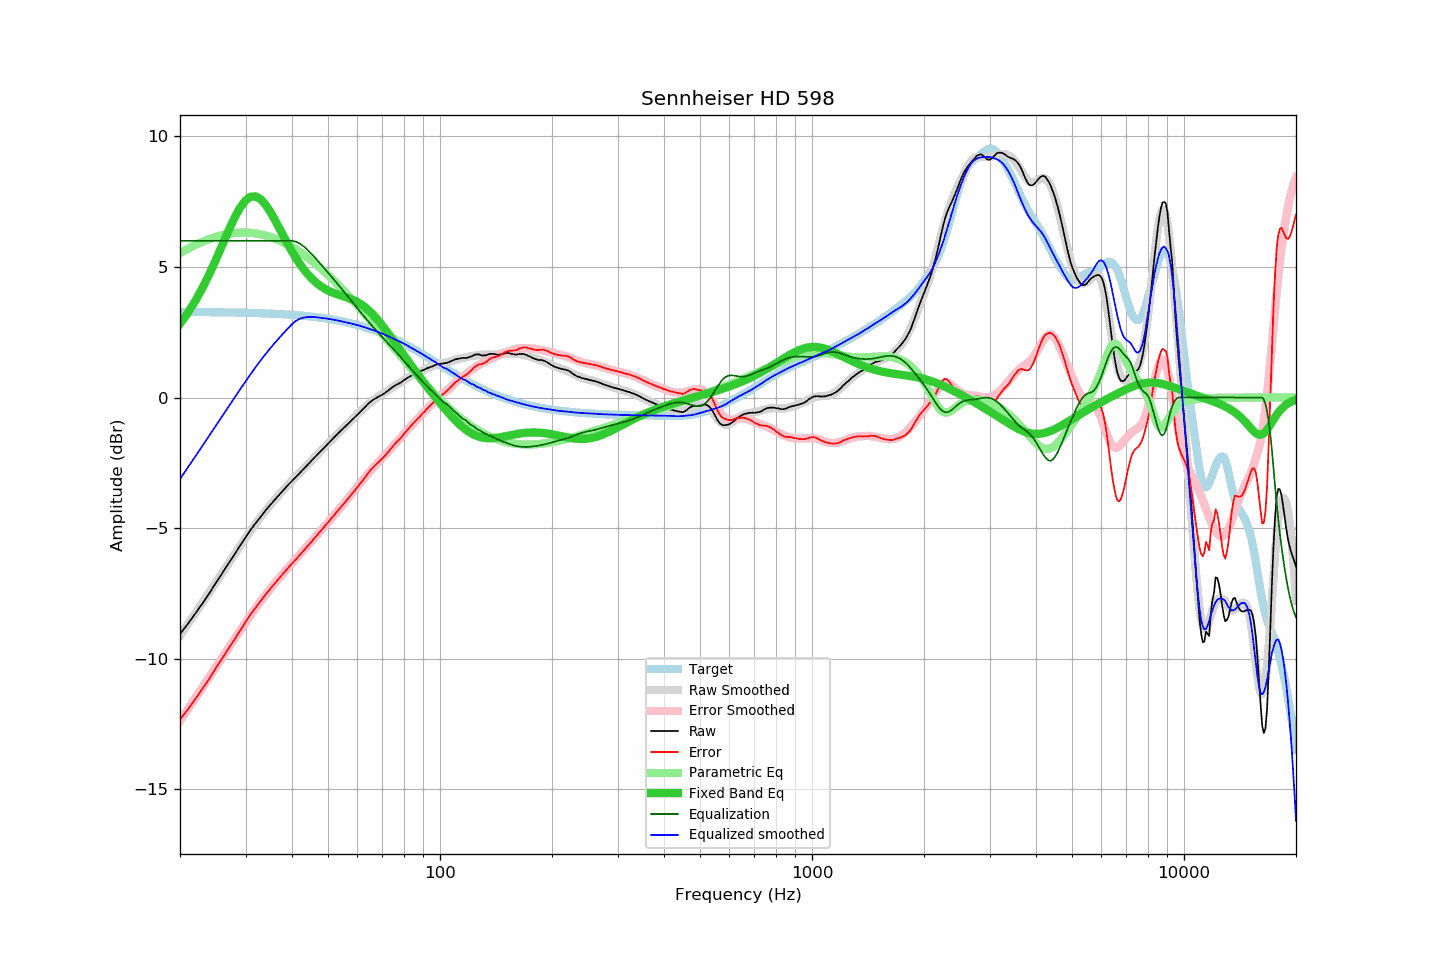 Sennheiser HD 598
10
5
0
−5
−10
−15
Amplitude (dBr)
Target
Raw Smoothed
Error Smoothed
Raw
Error
Parametric Eq
Fixed Band Eq
Equalization
Equalized smoothed
100
1000
10000
Frequency (Hz)